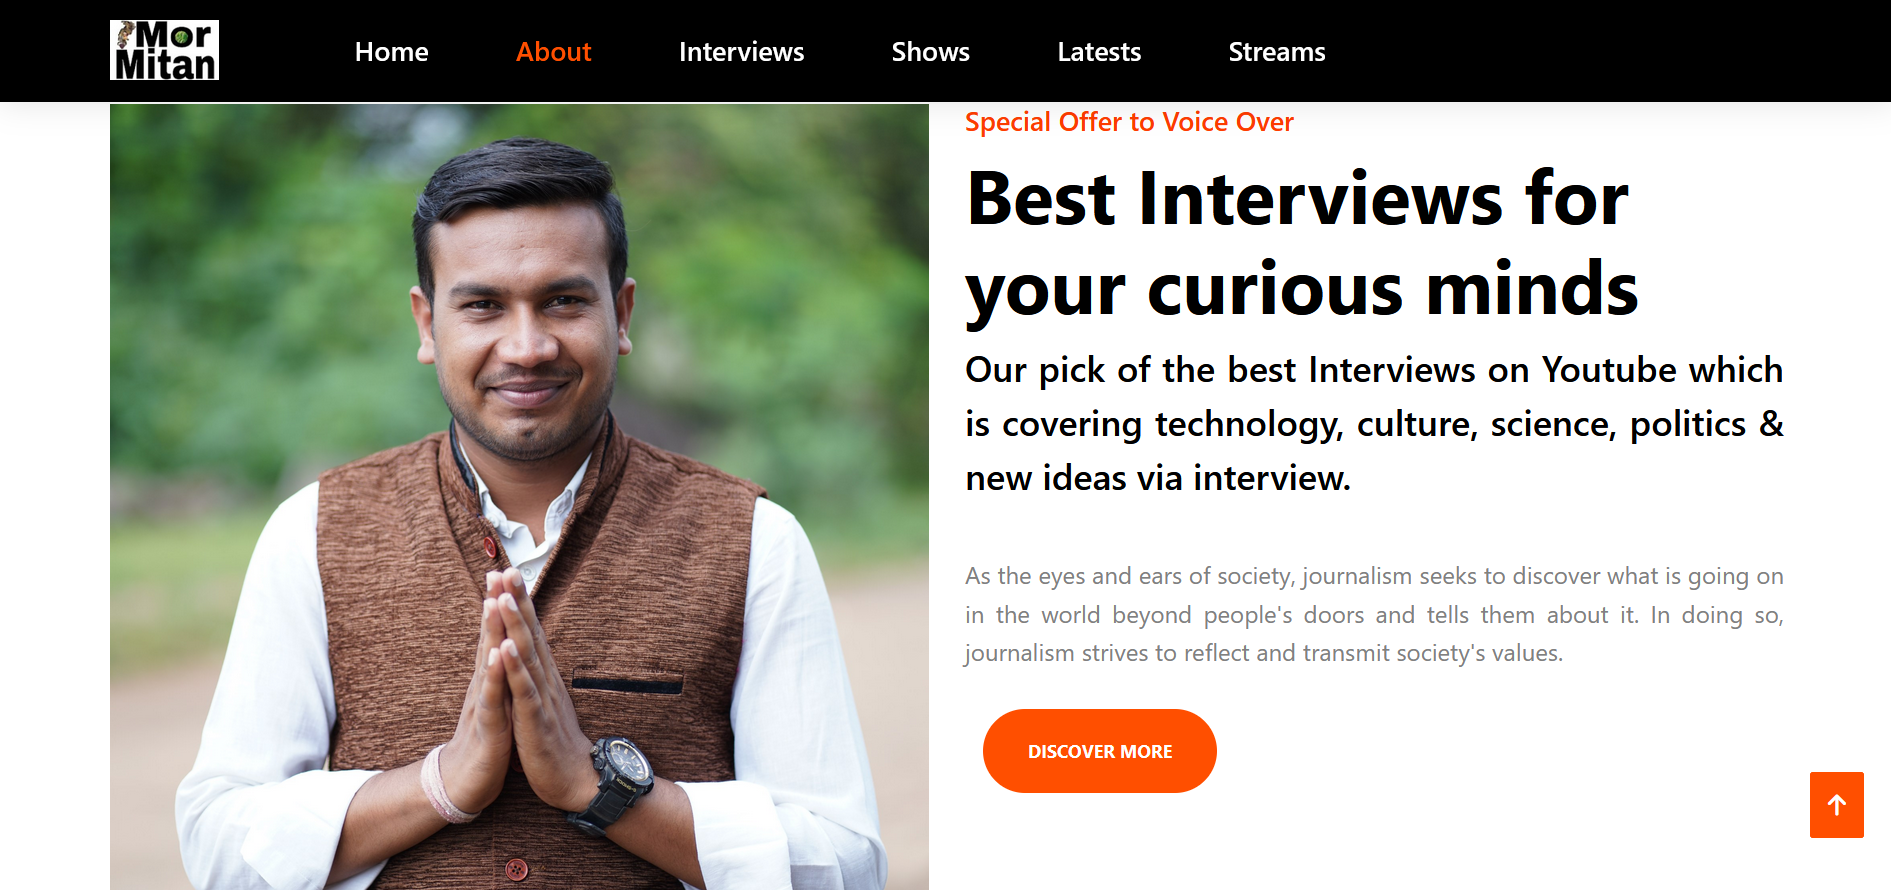 Mor
Mitan
Home
About
Interviews
Shows
Latests
Streams
Special Offer to Voice Over
Best Interviews for
your curious minds
Our pick of the best Interviews on Youtube which
is covering technology, culture, science, politics &
new ideas via interview.
As the eyes and ears of society, journalism seeks to discover what is going on
in the world beyond people's doors and tells them about it. In doing so,
journalism strives to reflect and transmit society's values.
DISCOVER MORE